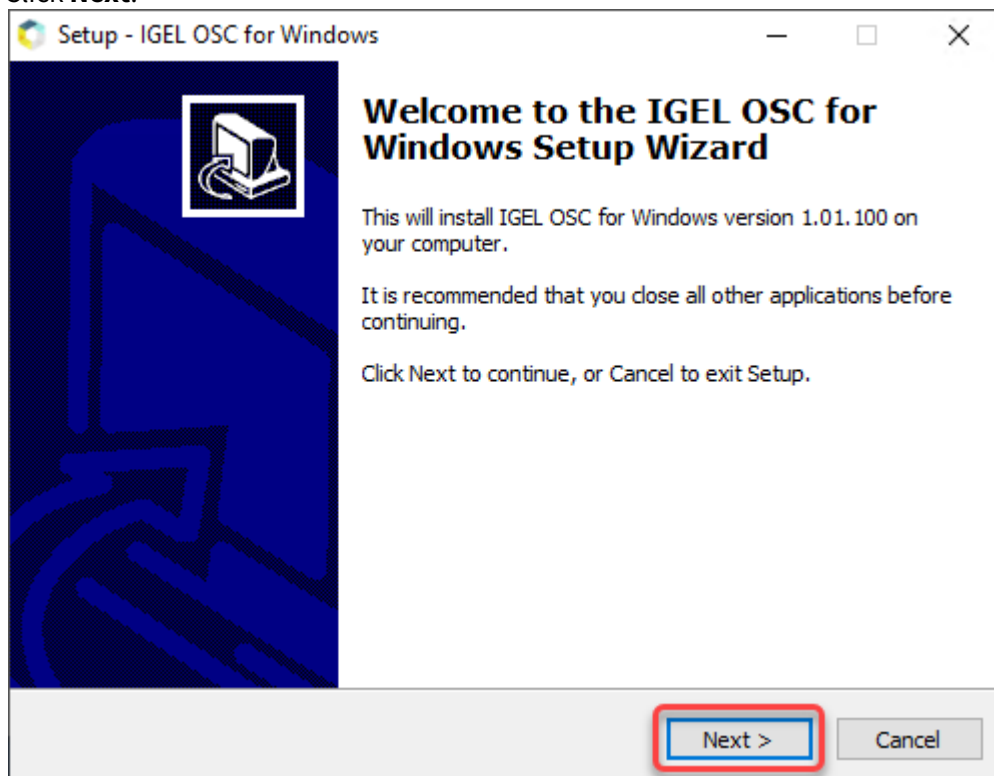 Click Next.
Setup - IGEL OSC for Windows
Welcome to the IGEL OSC for
Windows Setup Wizard
This will install IGEL OSC for Windows version 1.01.100 on
your computer.
It is recommended that you close all other applications before
continuing.
Click Next to continue, or Cancel to exit Setup.
Next >
Cancel